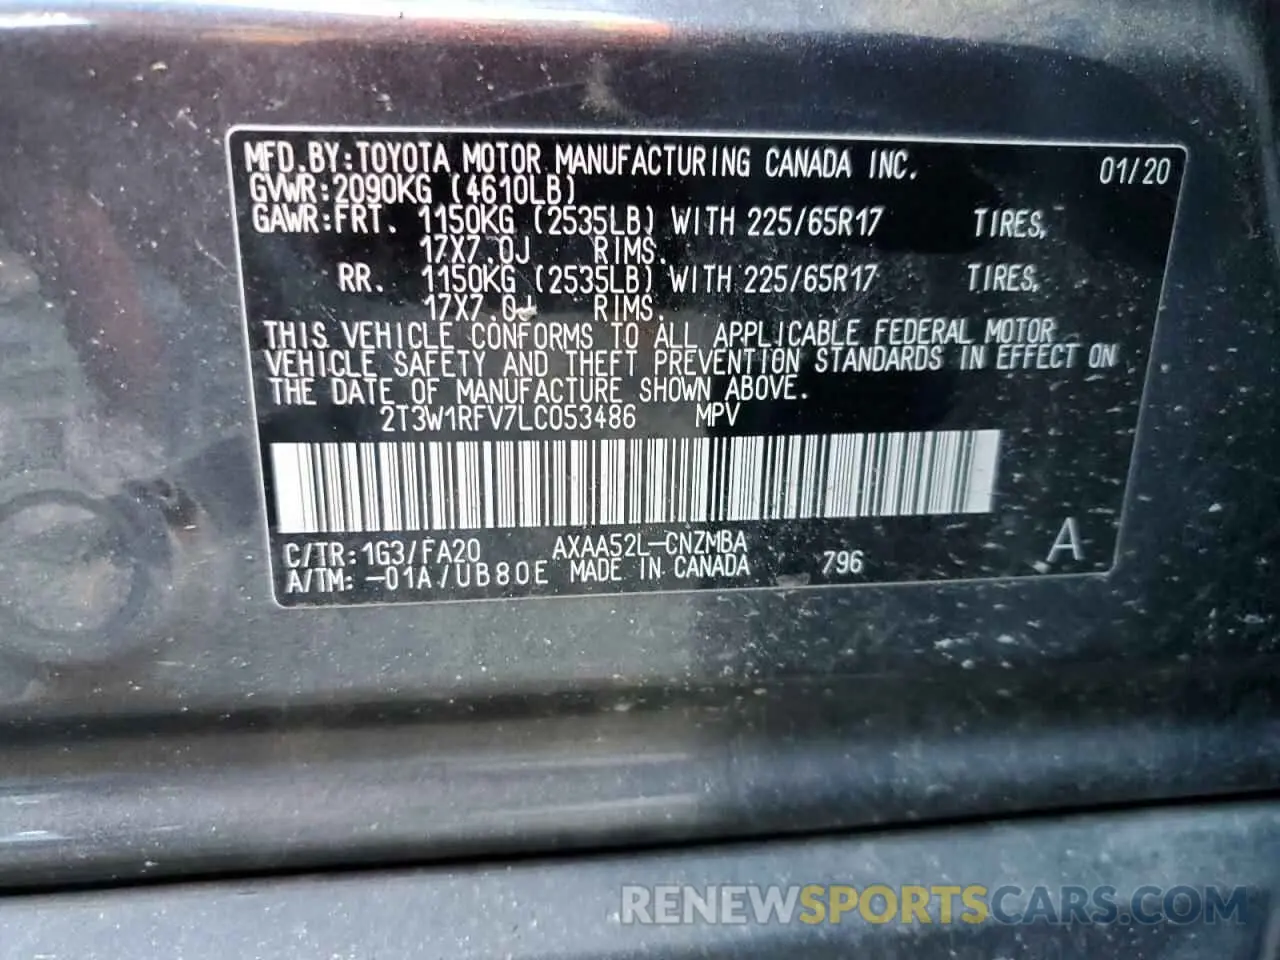 MFD.BY:TOYOTA MOTOR MANUFACTURING CANADA INC. 01/20
GVWR:2090KG (4610LB)
GAWR:FRT. 1150KG (2535LB) WITH 225/65R17 TIRES,
17X7.0J RIMS.
RR. 1150KG (2535LB) WITH 225/65R17 TIRES,
17X7.0J RIMS.
THIS VEHICLE CONFORMS TO ALL APPLICABLE FEDERAL MOTOR
VEHICLE SAFETY AND THEFT PREVENTION STANDARDS IN EFFECT ON
THE DATE OF MANUFACTURE SHOWN ABOVE.
2T3W1RFV7LC053486 MPV
C/TR:1G3/FA20 AXAA52L-CNZMBA
A/TM:-01A/UB80E MADE IN CANADA 796 A
RENEWSPORTSCARS.COM